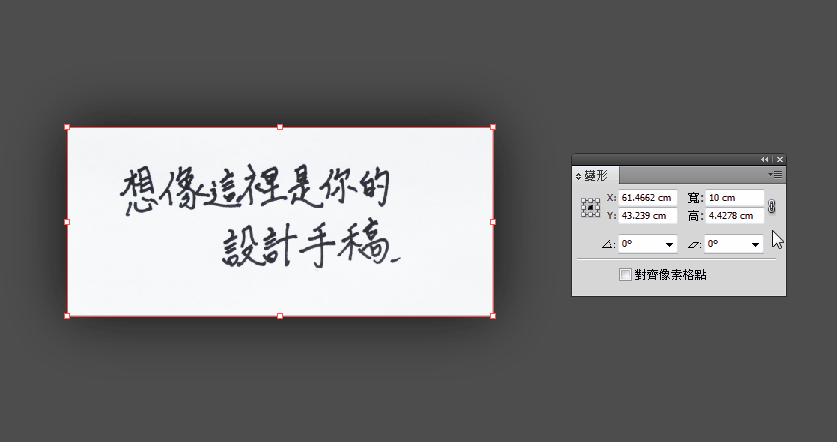 想像這裡是你的
設計手稿.
變形
X: 61.4662 cm 寬: 10 cm
Y: 43.239 cm 高: 4.4278 cm
0° 0°
對齊像素格點